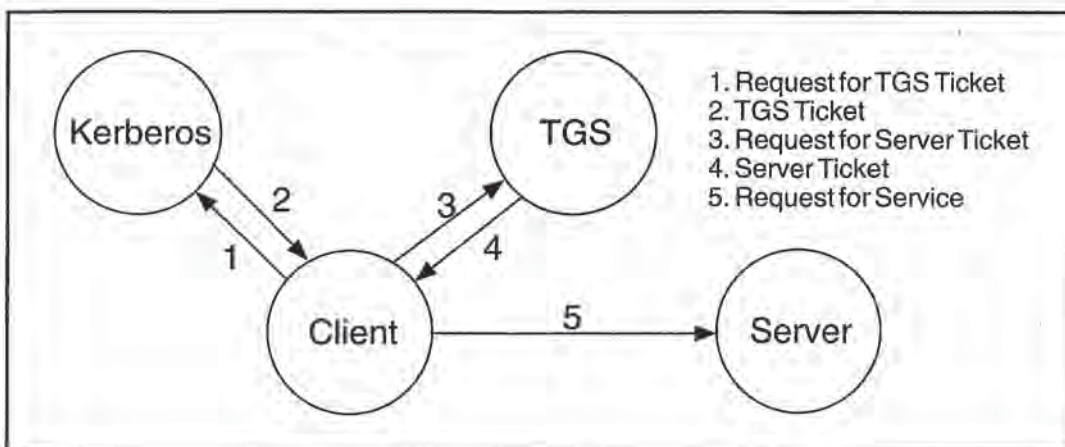 Kerberos
TGS
1. Request for TGS Ticket
2. TGS Ticket
3. Request for Server Ticket
4. Server Ticket
5. Request for Service
2
3
1
4
Client
5
Server